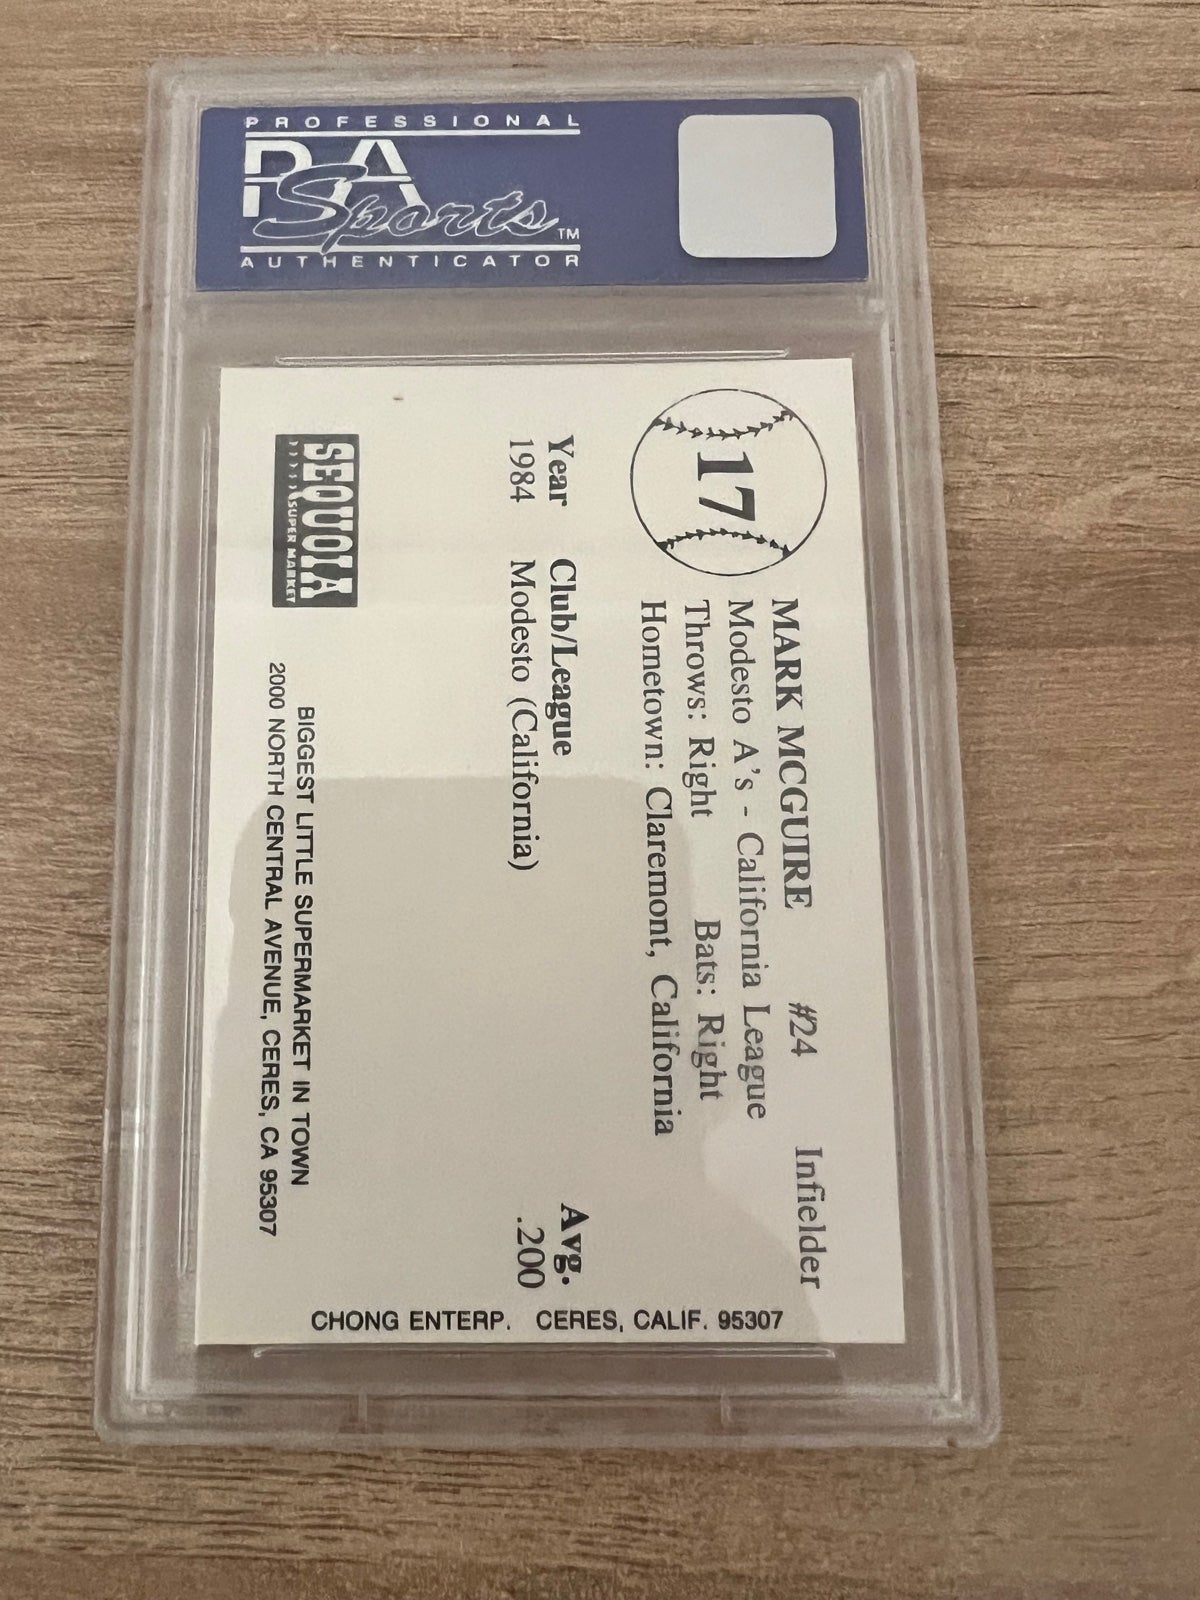 PROFESSIONAL
PSA
Sports™
AUTHENTICATOR
17
MARK MCGUIRE #24 Infielder
Modesto A's - California League
Throws: Right Bats: Right
Hometown: Claremont, California
Year Club/League Avg.
1984 Modesto (California) .200
SEQUOIA
SUPER MARKET
BIGGEST LITTLE SUPERMARKET IN TOWN
2000 NORTH CENTRAL AVENUE, CERES, CA 95307
CHONG ENTERP. CERES, CALIF. 95307